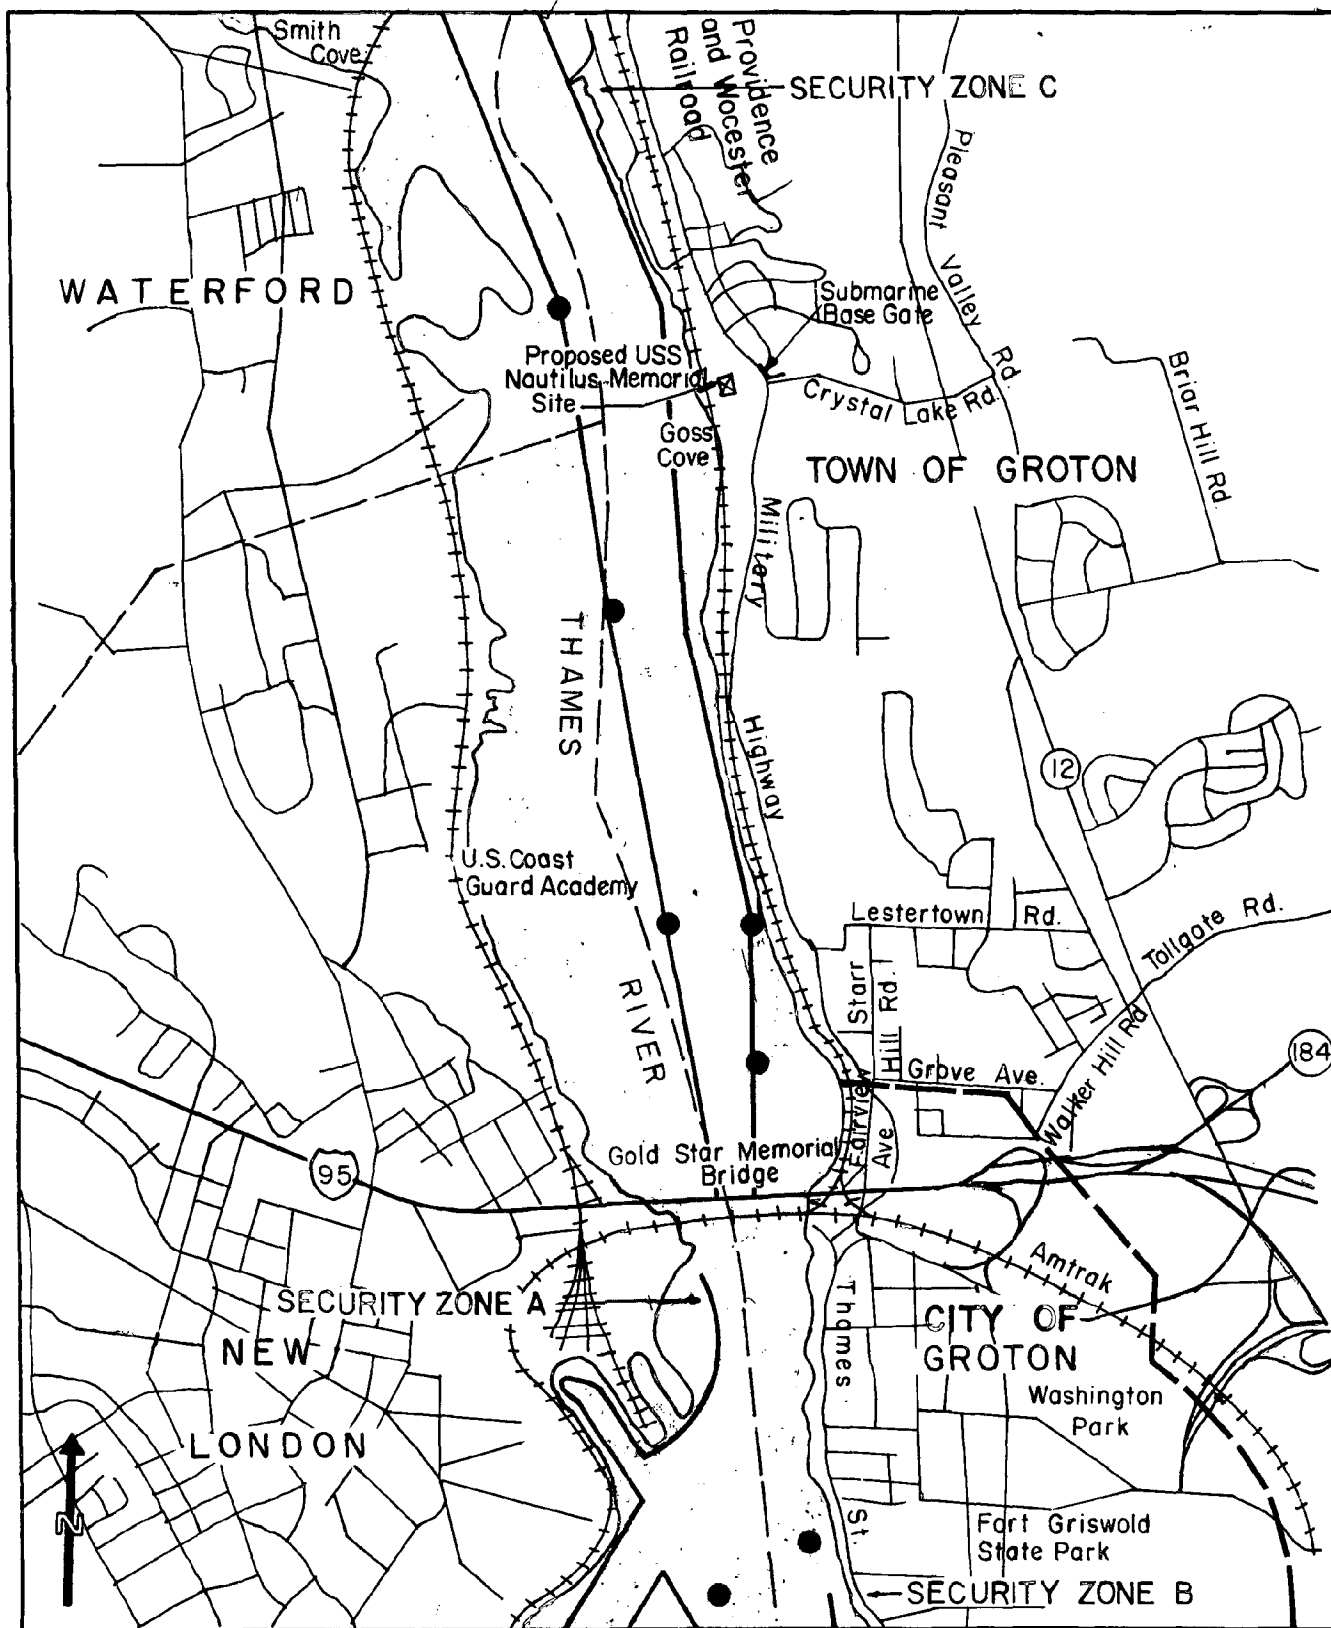 Smith
Cove
Providence
and Wocester
Railroad
SECURITY ZONE C
Pleasant Valley Rd.
WATERFORD
Submarine
Base Gate
Proposed USS
Nautilus Memorial
Site
Crystal Lake Rd.
Briar Hill Rd.
Goss
Cove
TOWN OF GROTON
Militery Highway
THAMES RIVER
12
U.S. Coast
Guard Academy
Lestertown Rd.
Tollgate Rd.
Starr
Hill Rd.
Walker Hill Rd
184
Grove Ave.
Fairview
Ave
Gold Star Memorial
Bridge
95
Amtrak
SECURITY ZONE A
Thames St
CITY OF
GROTON
NEW
LONDON
Washington
Park
N
Fort Griswold
State Park
SECURITY ZONE B